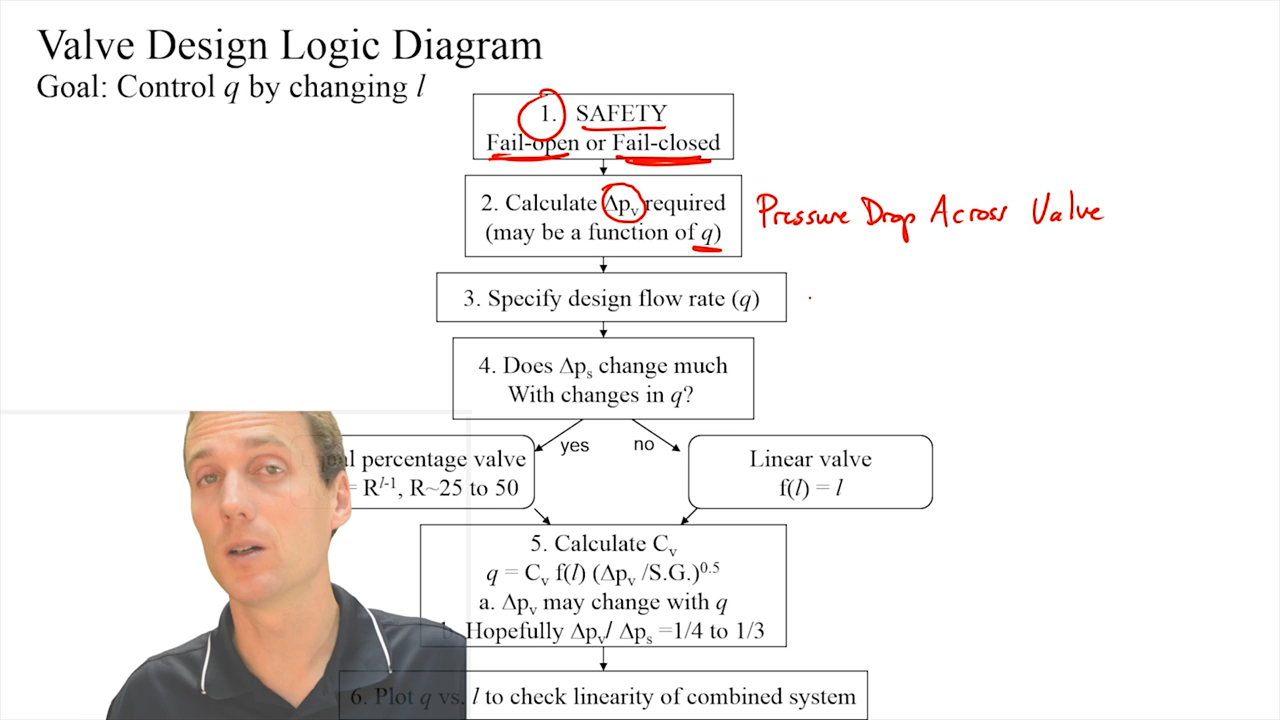 Valve Design Logic Diagram
Goal: Control q by changing l
1. SAFETY
Fail-open or Fail-closed
2. Calculate Δpv required
(may be a function of q)
Pressure Drop Across Valve
3. Specify design flow rate (q)
4. Does Δps change much
With changes in q?
yes
no
percentage valve
= R^l-1, R~25 to 50
Linear valve
f(l) = l
5. Calculate Cv
q = Cv f(l) (Δpv /S.G.)^0.5
a. Δpv may change with q
b. Hopefully Δpv/ Δps =1/4 to 1/3
6. Plot q vs. l to check linearity of combined system